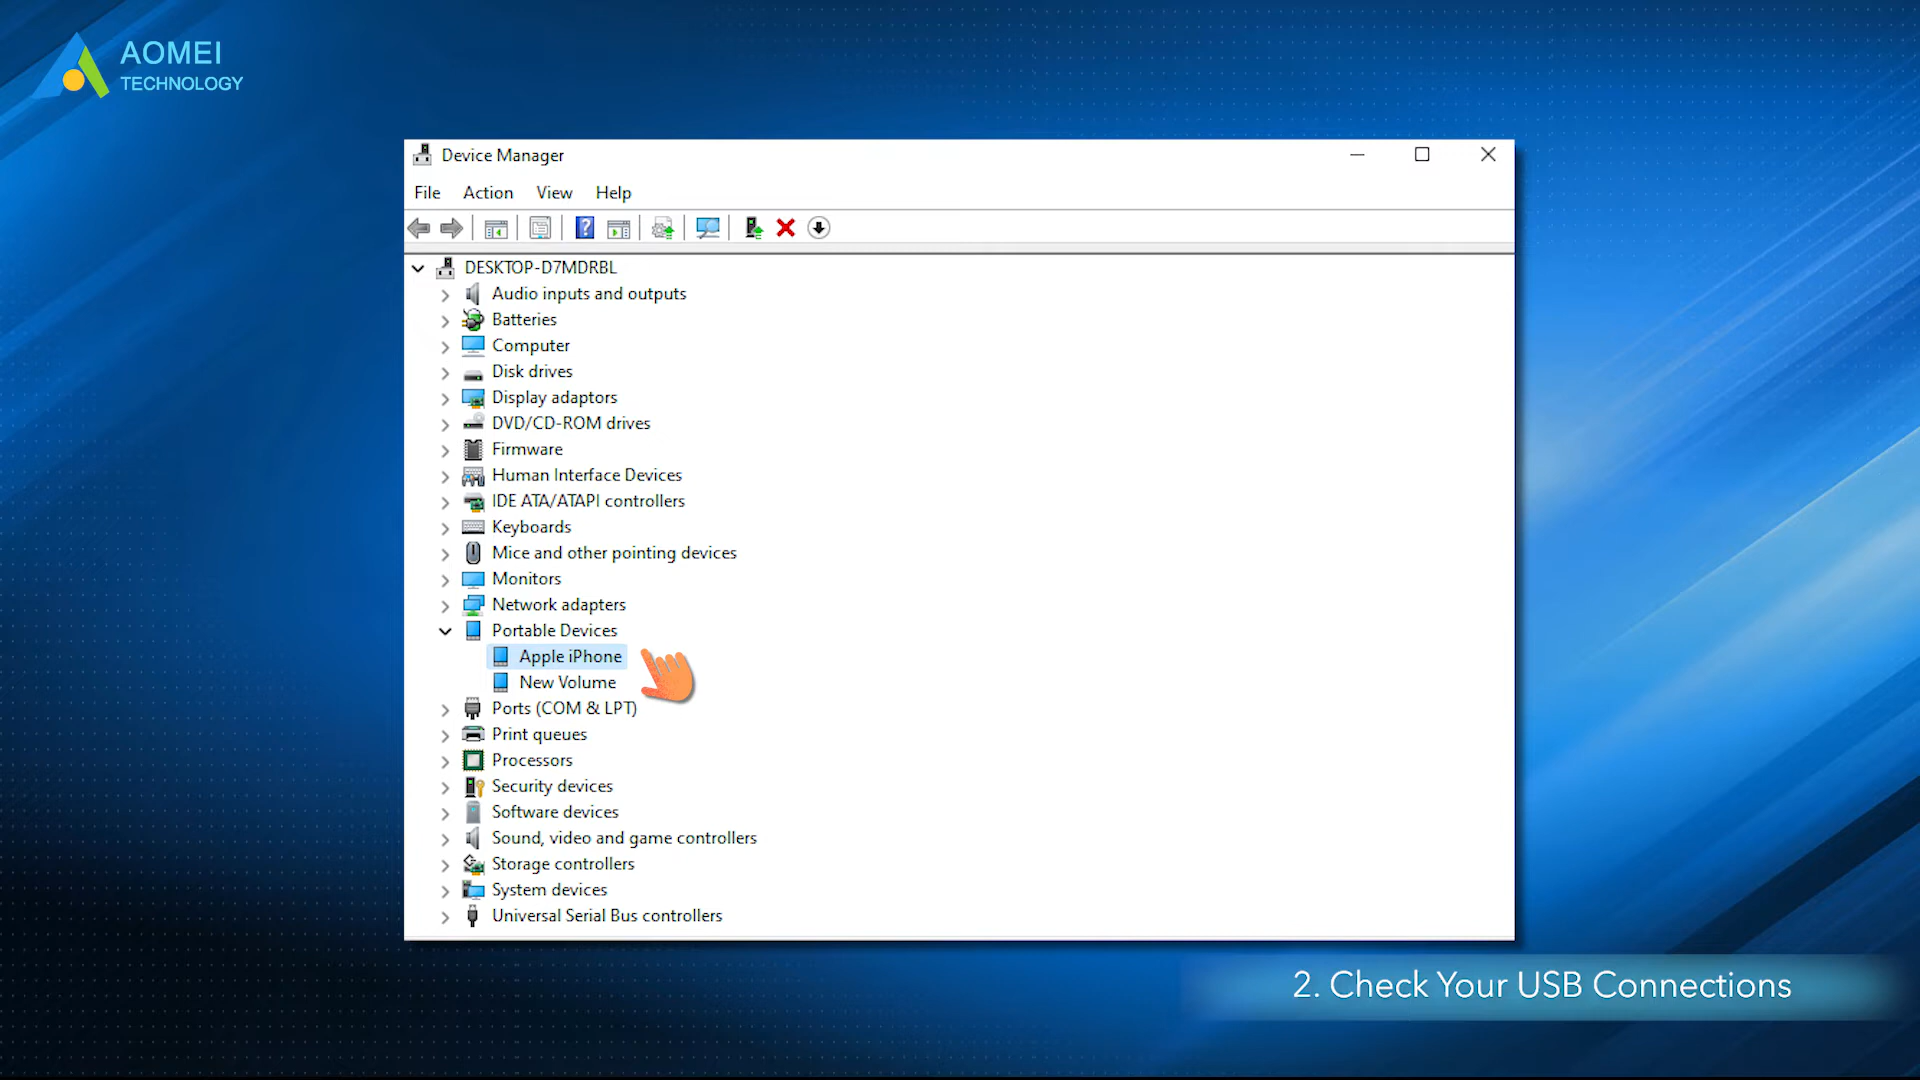 AOMEI
TECHNOLOGY
Device Manager
File Action View Help
?
DESKTOP-D7MDRBL
Audio inputs and outputs
Batteries
Computer
Disk drives
Display adaptors
DVD/CD-ROM drives
Firmware
Human Interface Devices
IDE ATA/ATAPI controllers
Keyboards
Mice and other pointing devices
Monitors
Network adapters
Portable Devices
Apple iPhone
New Volume
Ports (COM & LPT)
Print queues
Processors
Security devices
Software devices
Sound, video and game controllers
Storage controllers
System devices
Universal Serial Bus controllers
2. Check Your USB Connections